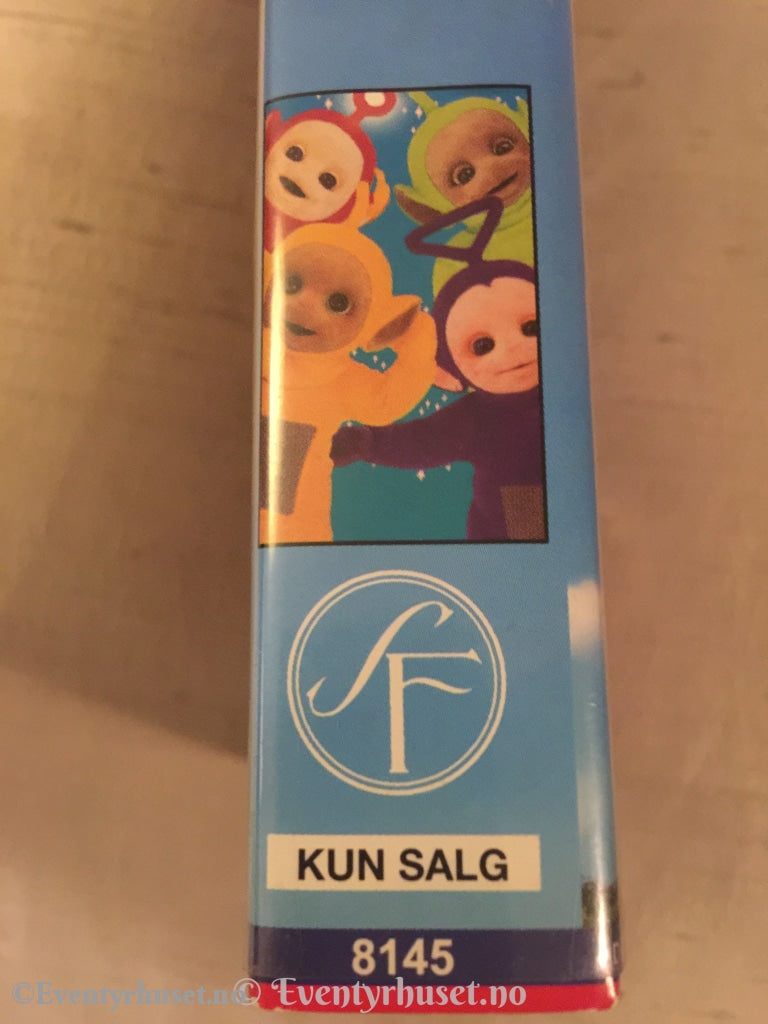 SF
KUN SALG
8145
©Eventyrhuset.no
© Eventyrhuset.no